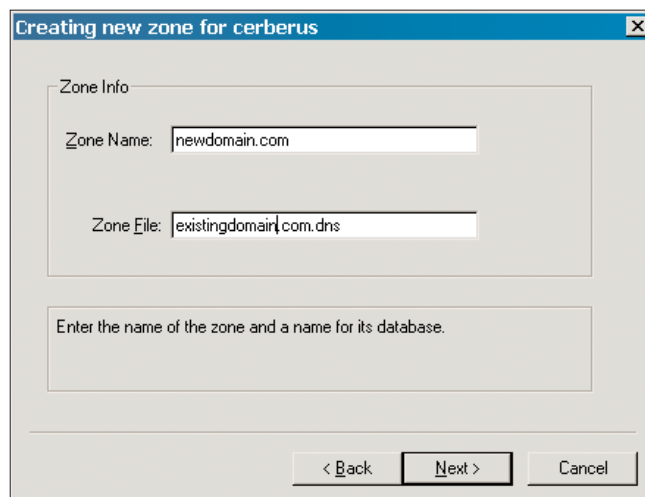 Creating new zone for cerberus
Zone Info
Zone Name: newdomain.com
Zone File: existingdomain.com.dns
Enter the name of the zone and a name for its database.
< Back Next > Cancel